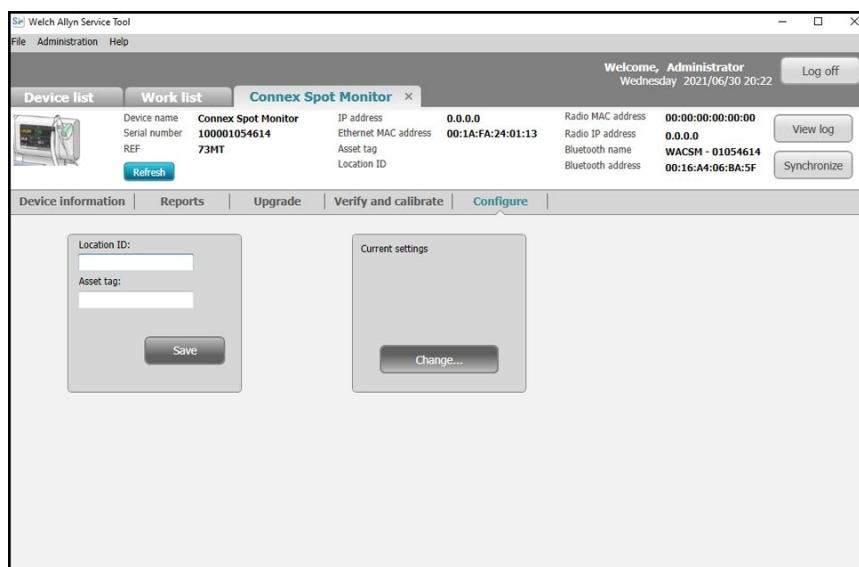 Welch Allyn Service Tool
File Administration Help
Welcome, Administrator
Wednesday 2021/06/30 20:22
Log off
Device list Work list Connex Spot Monitor ×
Device name Connex Spot Monitor IP address 0.0.0.0 Radio MAC address 00:00:00:00:00:00
Serial number 100001054614 Ethernet MAC address 00:1A:FA:24:01:13 Radio IP address 0.0.0.0
REF 73MT Asset tag Bluetooth name WACSM - 01054614
Location ID Bluetooth address 00:16:A4:06:BA:5F
Refresh
View log
Synchronize
Device information Reports Upgrade Verify and calibrate Configure
Location ID:
Asset tag:
Save
Current settings
Change...